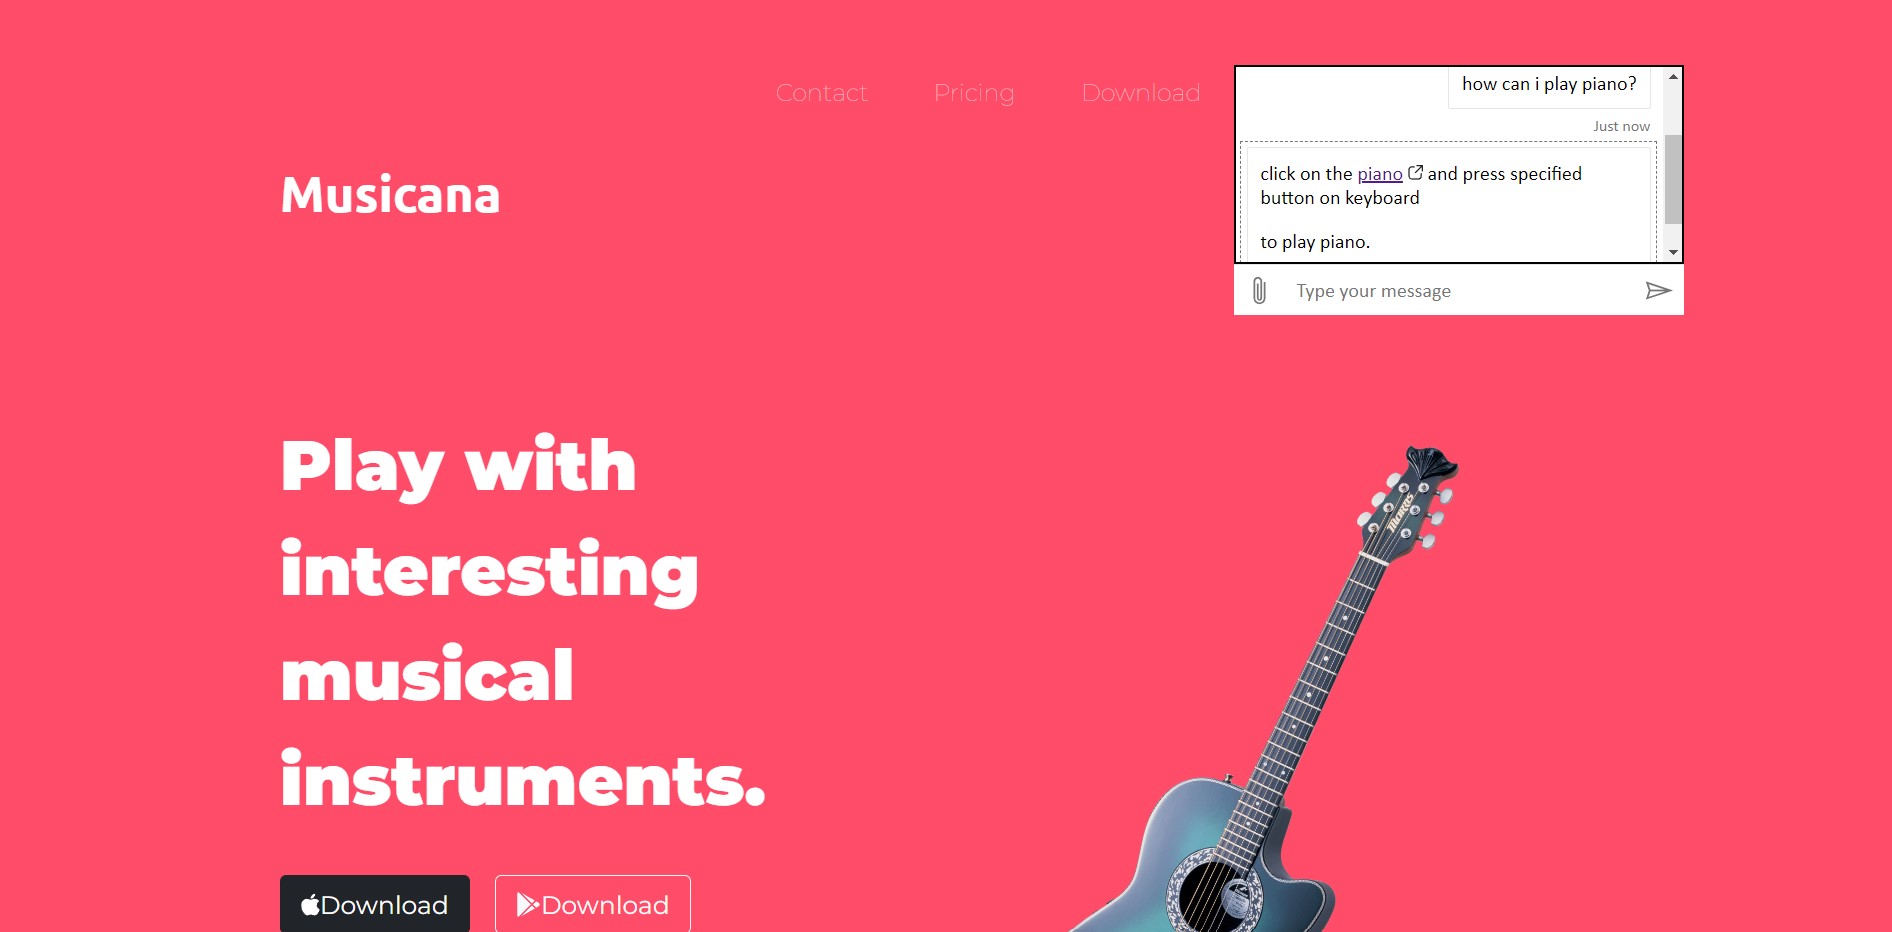 Contact Pricing Download
how can i play piano?
Just now
click on the piano and press specified
button on keyboard
to play piano.
Type your message
Musicana
Play with
interesting
musical
instruments.
Download Download